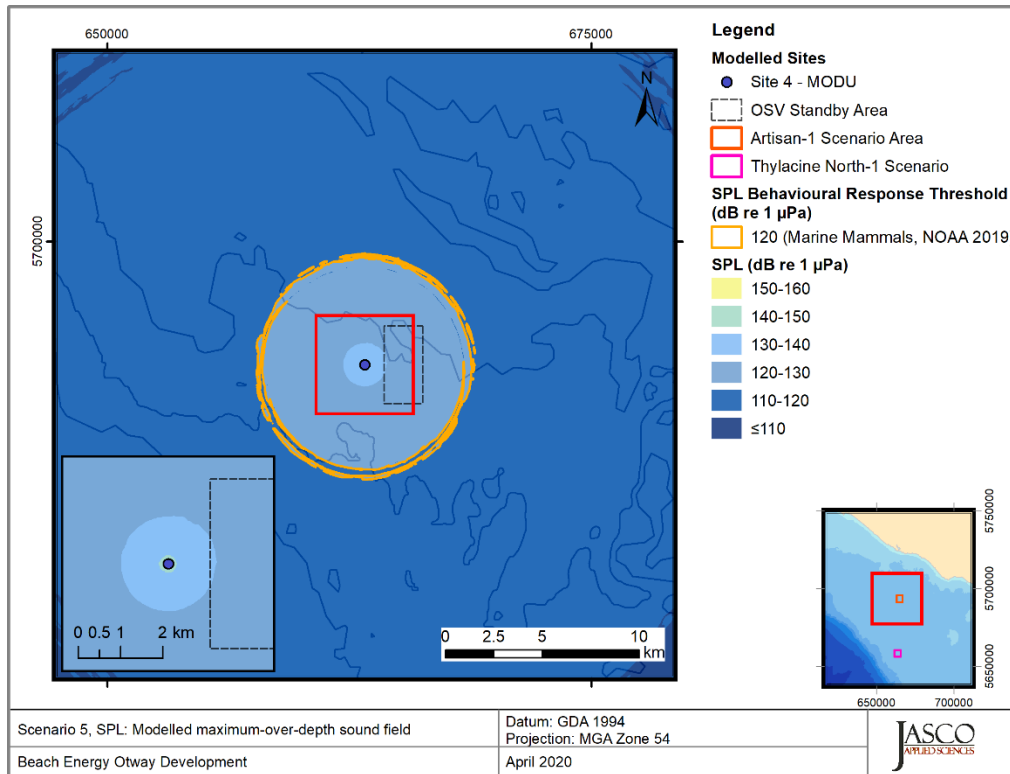 650000
675000
5700000
N
0 0.5 1 2 km
0 2.5 5 10
km
Legend
Modelled Sites
Site 4 - MODU
OSV Standby Area
Artisan-1 Scenario Area
Thylacine North-1 Scenario
SPL Behavioural Response Threshold
(dB re 1 µPa)
120 (Marine Mammals, NOAA 2019
SPL (dB re 1 µPa)
150-160
140-150
130-140
120-130
110-120
≤110
5750000
5700000
5650000
650000 700000
Scenario 5, SPL: Modelled maximum-over-depth sound field
Beach Energy Otway Development
Datum: GDA 1994
Projection: MGA Zone 54
April 2020
JASCO
APPLIED SCIENCES